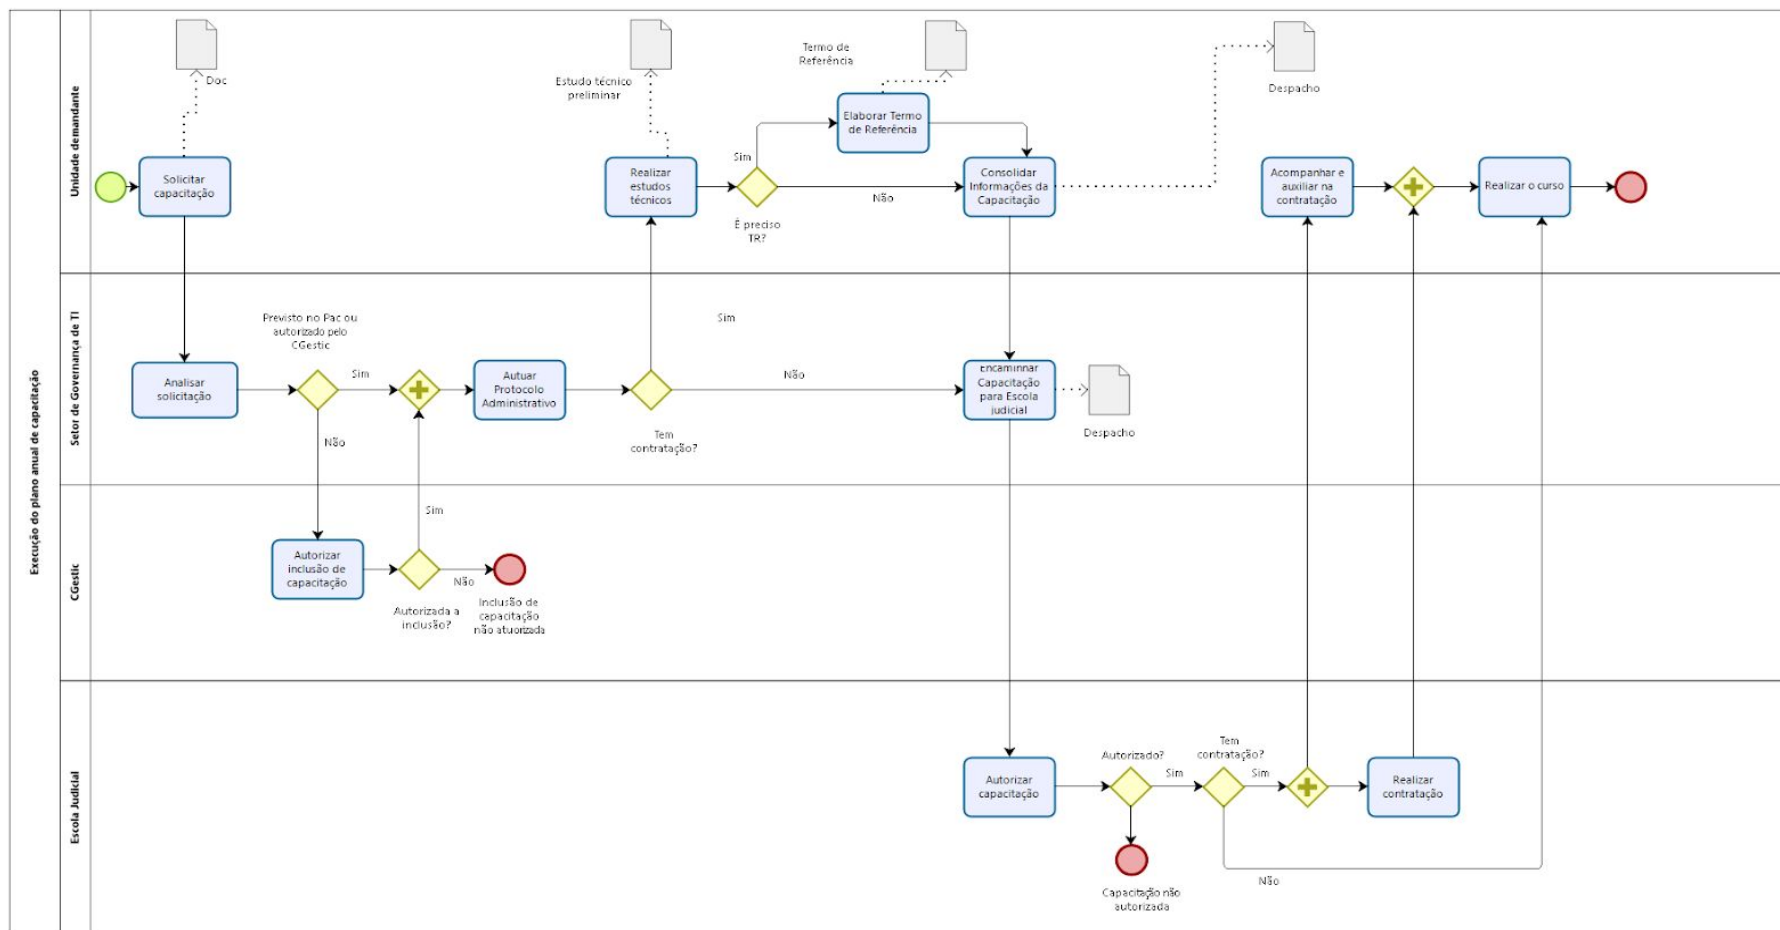 Execução do plano anual de capacitação
Unidade demandante
Doc
Solicitar
capacitação
Estudo técnico
preliminar
Realizar
estudos
técnicos
Sim
É preciso
TR?
Não
Termo de
Referência
Elaborar Termo
de Referência
Consolidar
Informações da
Capacitação
Despacho
Acompanhar e
auxiliar na
contratação
Realizar o curso
Setor de Governança de TI
Analisar
solicitação
Previsto no Pac ou
autorizado pelo
CGestic
Sim
Não
Autuar
Protocolo
Administrativo
Sim
Tem
contratação?
Não
Encaminhar
Capacitação
para Escola
judicial
Despacho
CGestic
Autorizar
inclusão de
capacitação
Sim
Não
Autorizada a
inclusão?
Inclusão de
capacitação
não atuorizada
Escola Judicial
Autorizar
capacitação
Autorizado?
Sim
Capacitação não
autorizada
Tem
contratação?
Sim
Não
Realizar
contratação